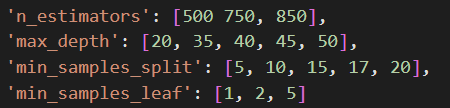 'n_estimators': [500 750, 850],
'max_depth': [20, 35, 40, 45, 50],
'min_samples_split': [5, 10, 15, 17, 20],
'min_samples_leaf': [1, 2, 5]